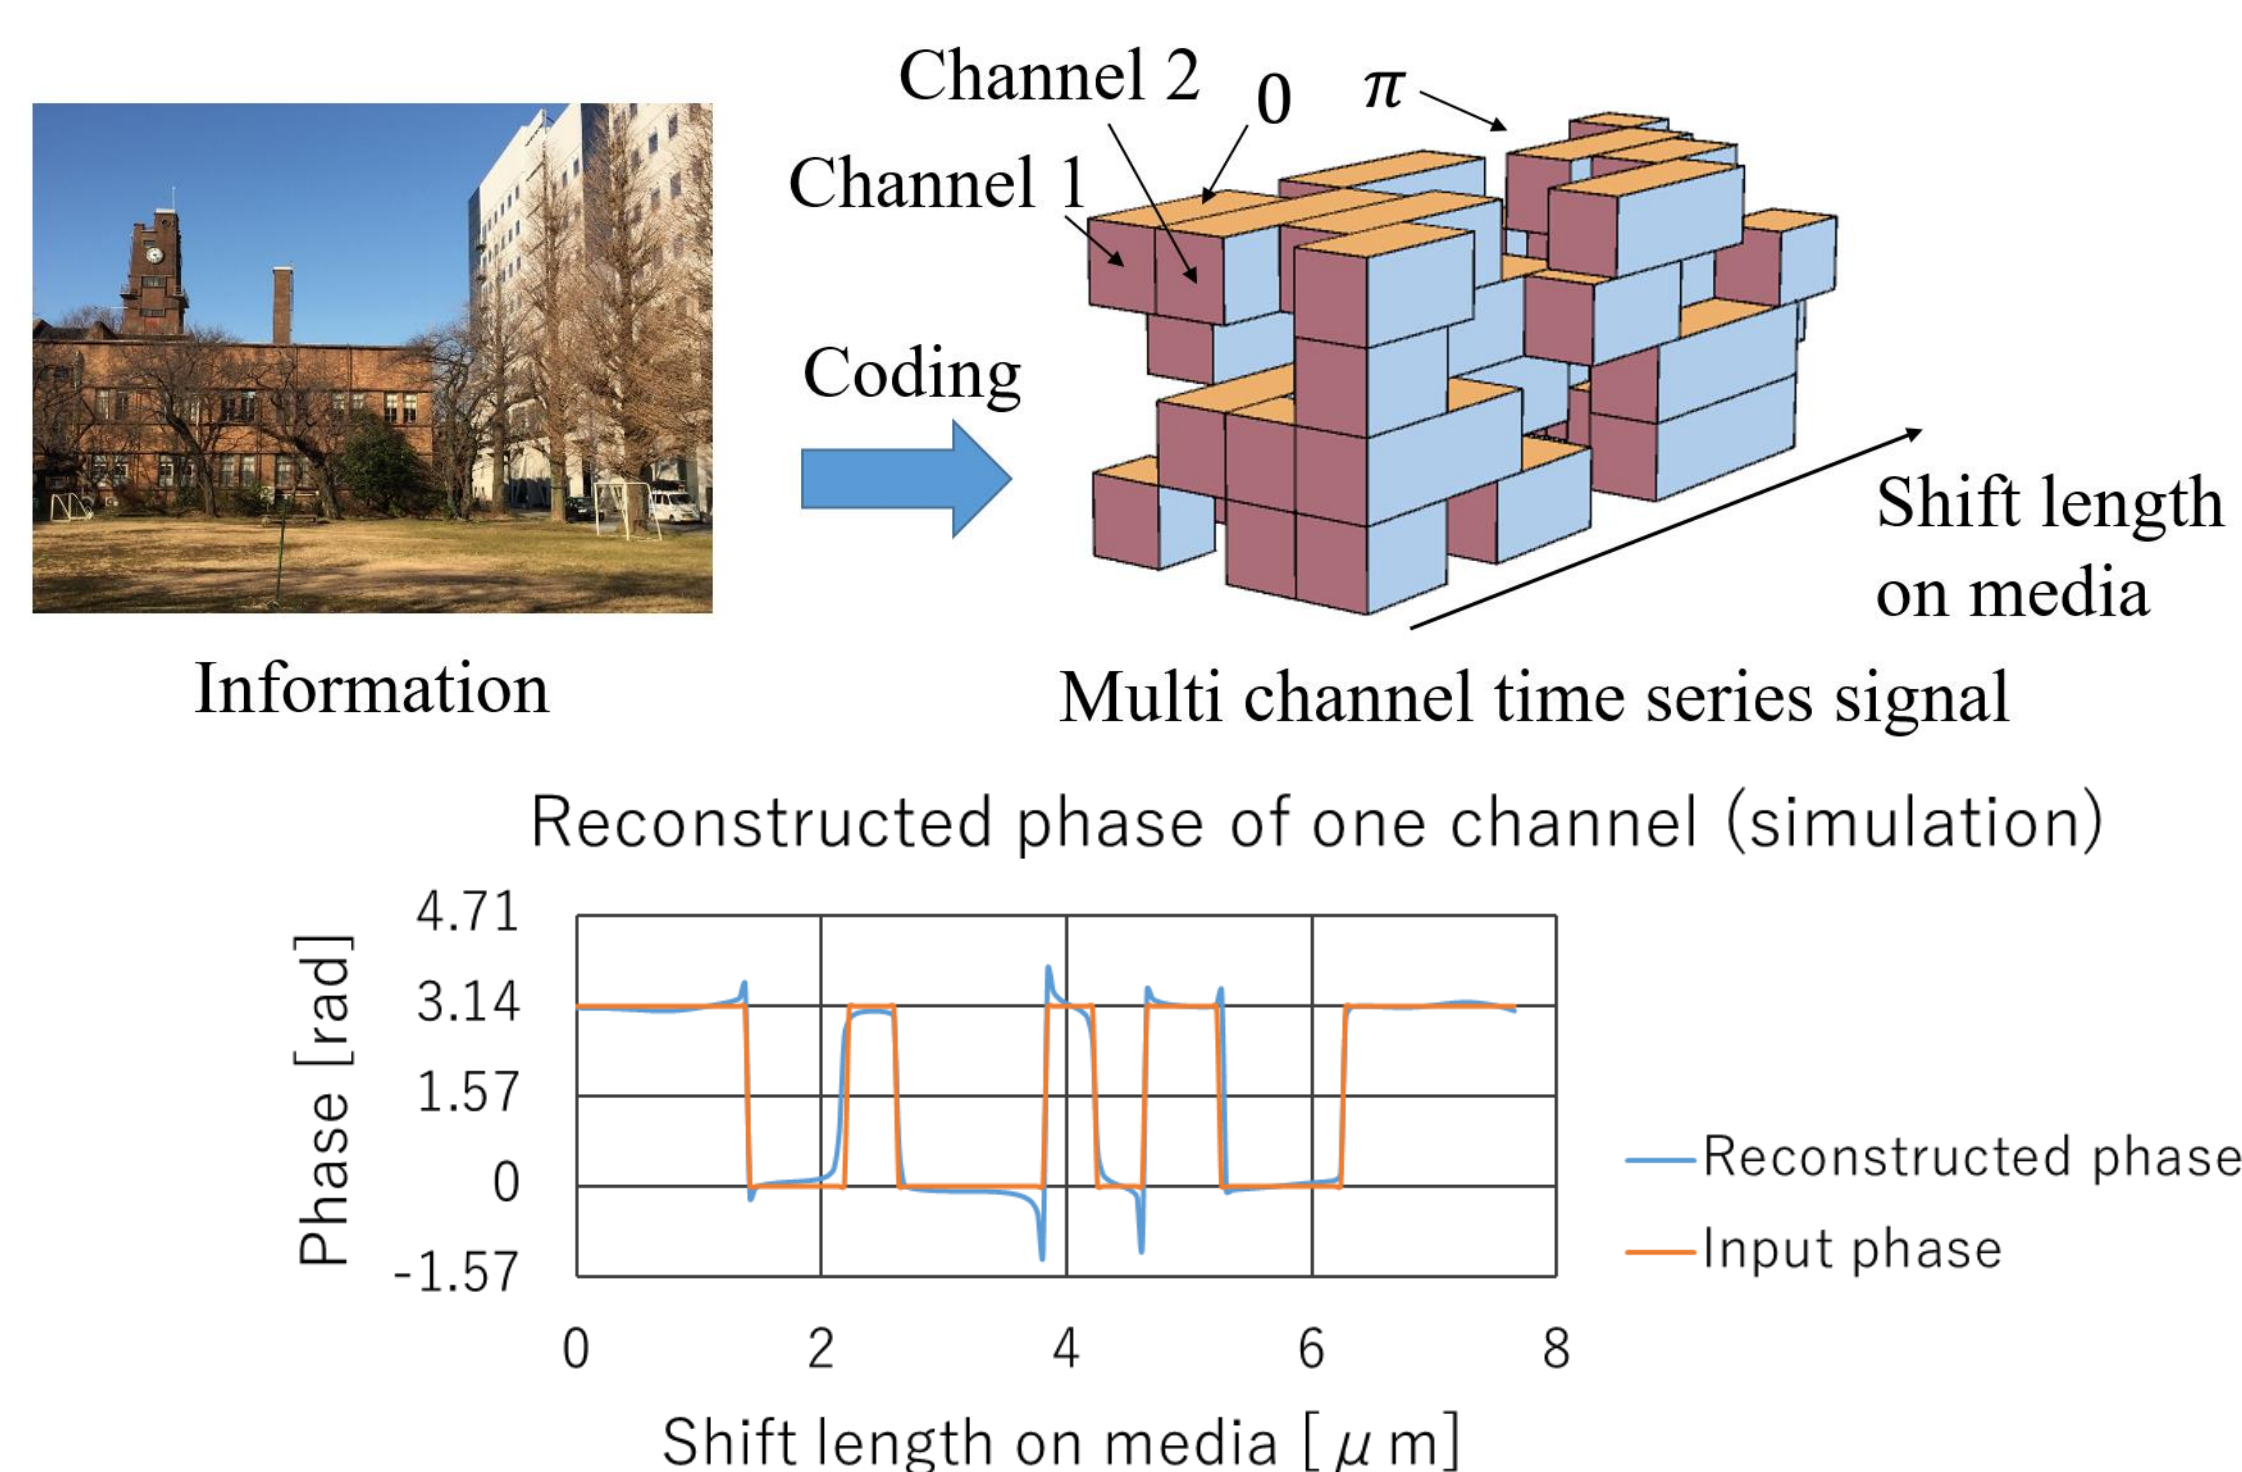 Channel 2
0
π
Channel 1
Coding
Shift length
on media
Information
Multi channel time series signal
Reconstructed phase of one channel (simulation)
4.71
3.14
1.57
0
-1.57
Phase [rad]
0 2 4 6 8
Shift length on media [μm]
Reconstructed phase
Input phase